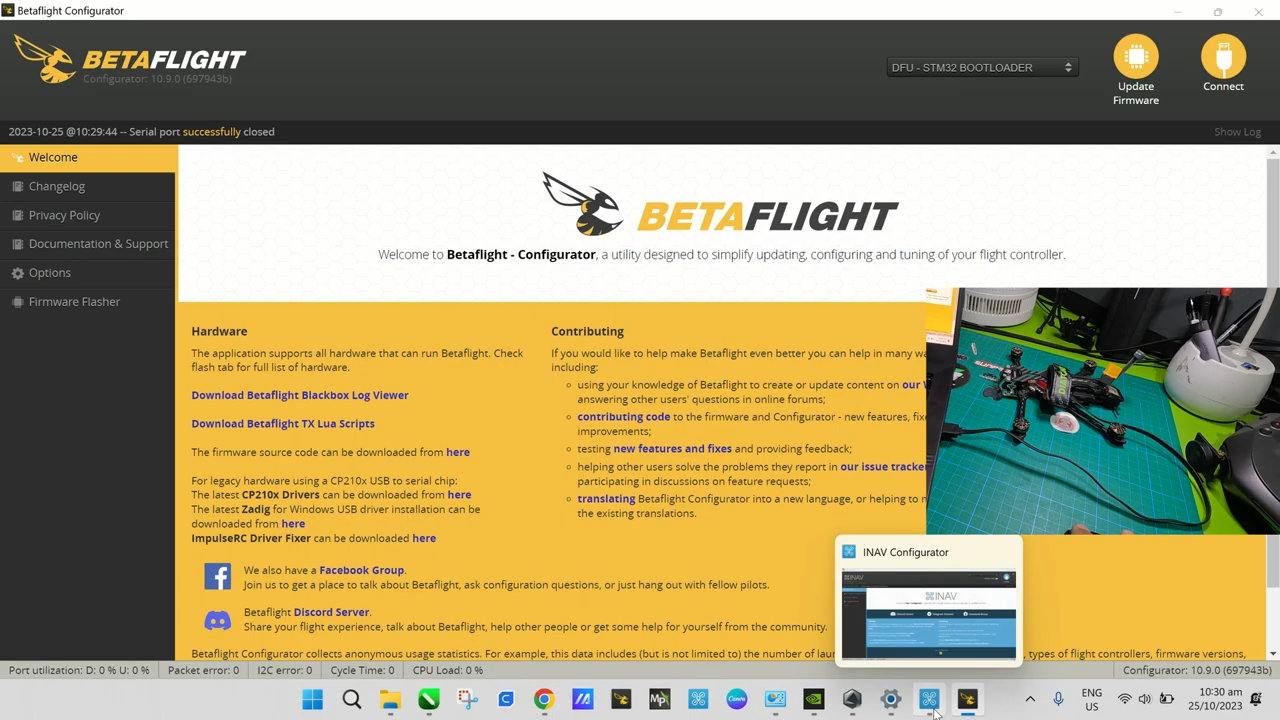 Betaflight Configurator
BETAFLIGHT
Configurator: 10.9.0 (697943b)
DFU - STM32 BOOTLOADER
Update
Firmware
Connect
2023-10-25 @10:29:44 -- Serial port successfully closed
Show Log
Welcome
Changelog
Privacy Policy
Documentation & Support
Options
Firmware Flasher
BETAFLIGHT
Welcome to Betaflight - Configurator, a utility designed to simplify updating, configuring and tuning of your flight controller.
Hardware
The application supports all hardware that can run Betaflight. Check
flash tab for full list of hardware.
Download Betaflight Blackbox Log Viewer
Download Betaflight TX Lua Scripts
The firmware source code can be downloaded from here
For legacy hardware using a CP210x USB to serial chip:
The latest CP210x Drivers can be downloaded from here
The latest Zadig for Windows USB driver installation can be
downloaded from here
ImpulseRC Driver Fixer can be downloaded here
Contributing
If you would like to help make Betaflight even better you can help in many wa
including:
using your knowledge of Betaflight to create or update content on our
answering other users' questions in online forums;
contributing code to the firmware and Configurator - new features, fixe
improvements;
testing new features and fixes and providing feedback;
helping other users solve the problems they report in our issue tracker
participating in discussions on feature requests;
translating Betaflight Configurator into a new language, or helping to
the existing translations.
We also have a Facebook Group.
Join us to get a place to talk about Betaflight, ask configuration questions, or just hang out with fellow pilots.
Betaflight Discord Server.
Share your flight experience, talk about Betaflight, help other people or get some help for yourself from the community.
Betaflight Configurator collects anonymous usage statistics. For example, this data includes (but is not limited to) the number of types of flight controllers, firmware versions,
INAV Configurator
INAV
Port utilization: D: 0 % U: 0 %
Packet error: 0
I2C error: 0
Cycle Time: 0
CPU Load: 0 %
Configurator: 10.9.0 (697943b)
Mp
Canva
ENG
US
10:30 am
25/10/2023